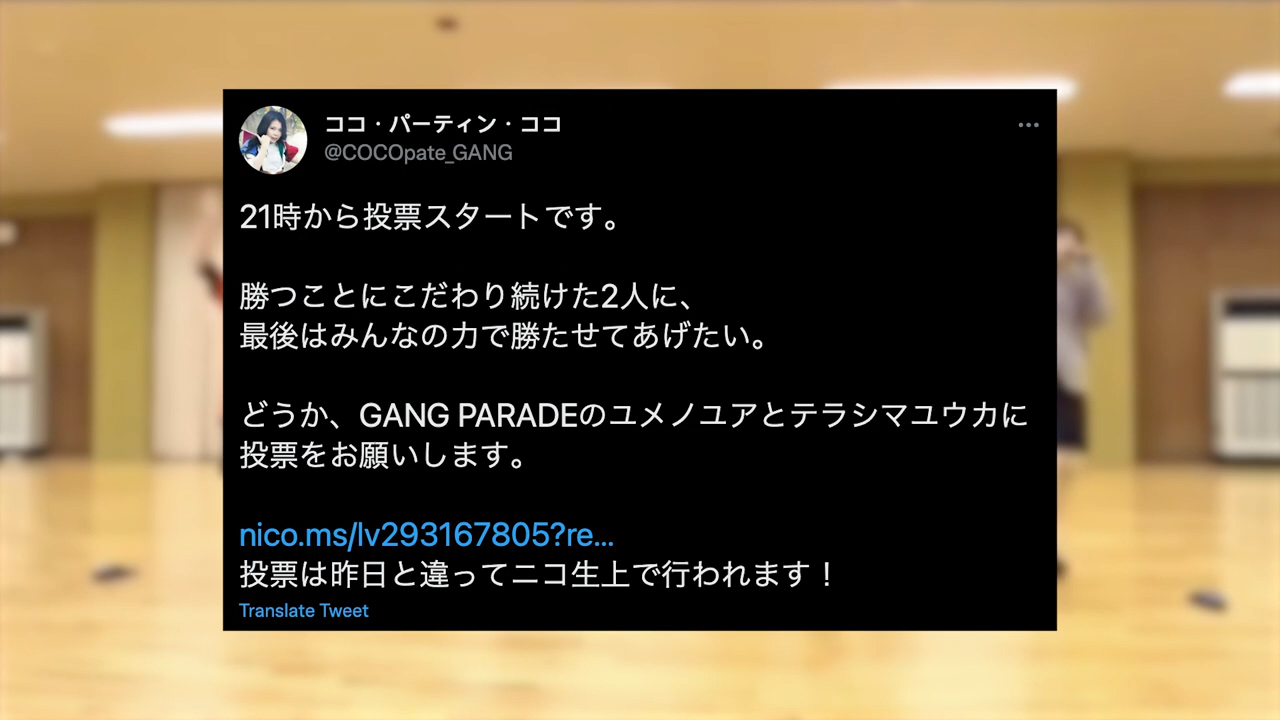 ココ・パーティン・ココ
@COCOpate_GANG
21時から投票スタートです。
勝つことにこだわり続けた2人に、
最後はみんなの力で勝たせてあげたい。
どうか、GANG PARADEのユメノユアとテラシマユウカに
投票をお願いします。
nico.ms/lv293167805?re...
投票は昨日と違ってニコ生上で行われます！
Translate Tweet